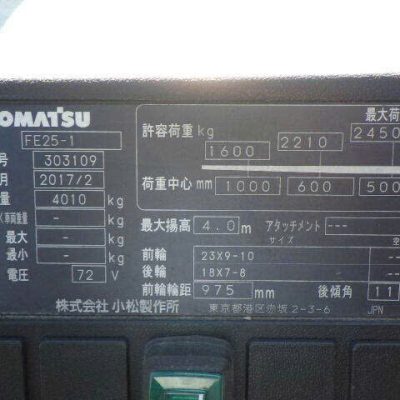 OMATSU
FE25-1
号 303109
月 2017/2
量 4010 kg
車両重量 - kg
最大 - kg
最小 - kg
電圧 72 V
最大荷
許容荷重 kg 1600 2210 2450
荷重中心 mm 1000 600 500
最大揚高 4.0 m アタッチメント ---
サイズ
前輪 23X9-10 --
後輪 18X7-8 --
前輪輪距 975 mm 後傾角 11
株式会社 小松製作所 東京都港区赤坂2-3-6 JPN